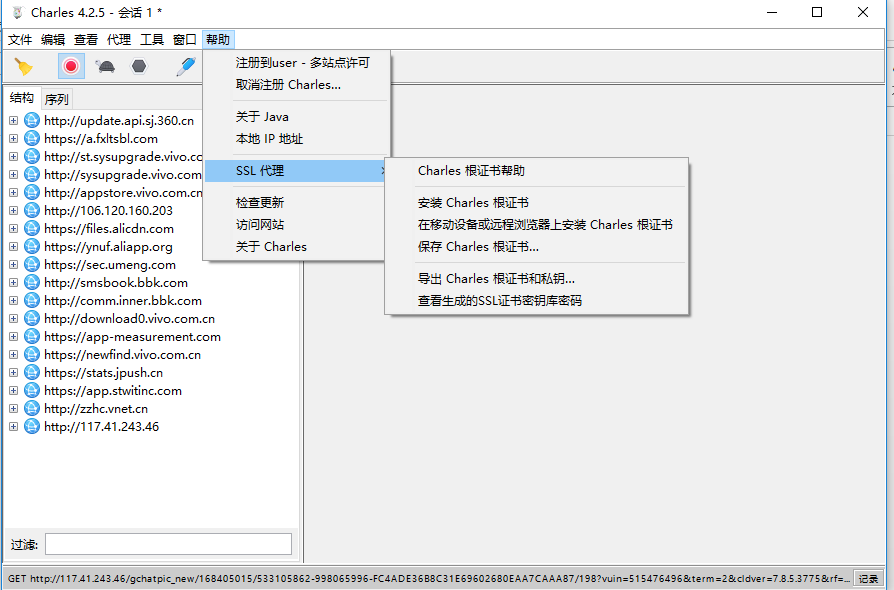 Charles 4.2.5 - 会话 1 *
文件 编辑 查看 代理 工具 窗口 帮助
注册到user - 多站点许可
取消注册 Charles...
关于 Java
本地 IP 地址
SSL 代理
检查更新
访问网站
关于 Charles
Charles 根证书帮助
安装 Charles 根证书
在移动设备或远程浏览器上安装 Charles 根证书
保存 Charles 根证书...
导出 Charles 根证书和私钥...
查看生成的SSL证书密钥库密码
结构 序列
http://update.api.sj.360.cn
https://a.fxltsbl.com
http://st.sysupgrade.vivo.co
http://sysupgrade.vivo.com
http://appstore.vivo.com.cn
http://106.120.160.203
https://files.alicdn.com
https://ynuf.aliapp.org
https://sec.umeng.com
http://smsbook.bbk.com
http://comm.inner.bbk.com
http://download0.vivo.com.cn
https://app-measurement.com
https://newfind.vivo.com.cn
https://stats.jpush.cn
https://app.stwitinc.com
http://zzhc.vnet.cn
http://117.41.243.46
过滤:
GET http://117.41.243.46/gchatpic_new/168405015/533105862-998065996-FC4ADE36B8C31E69602680EAA7CAAA87/198?vuin=515476496&term=2&cldver=7.8.5.3775&rf=...
记录